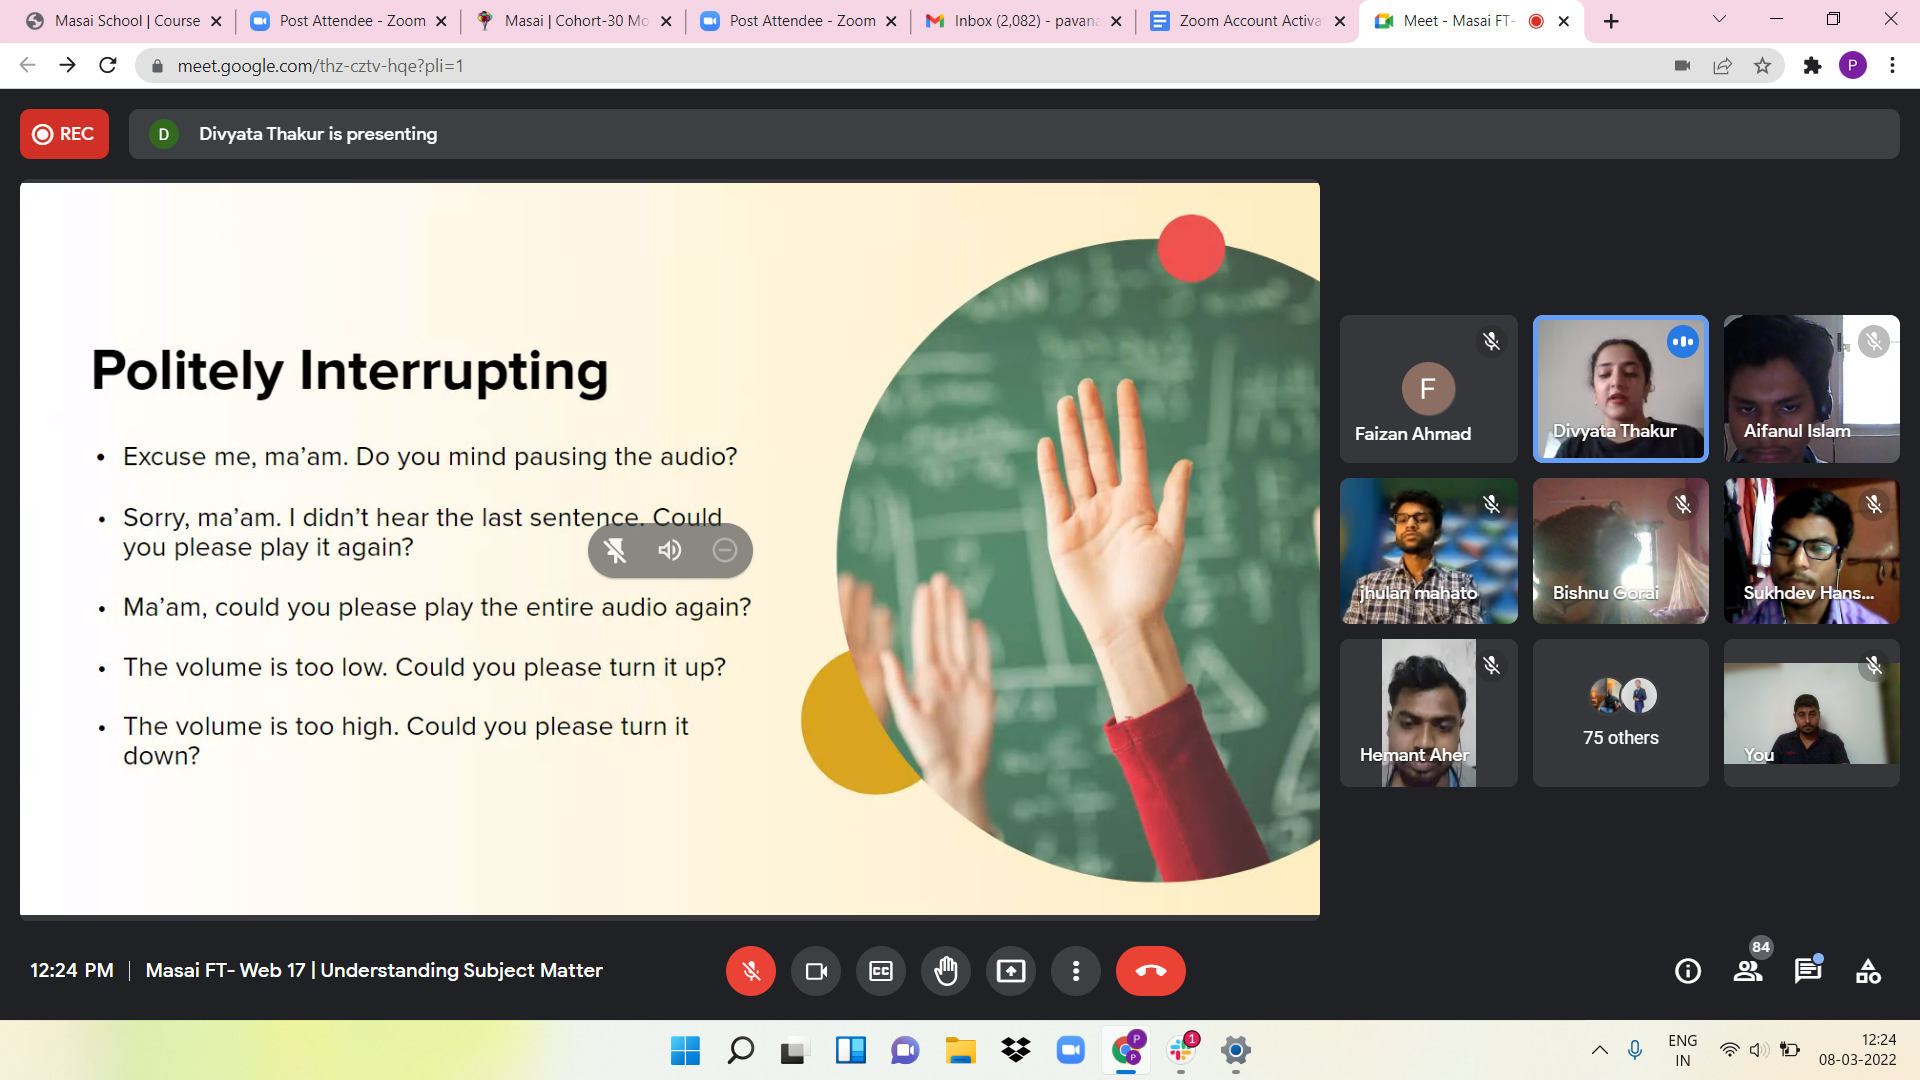 Masai School | Course
Post Attendee - Zoom
Masai | Cohort-30 Mo
Post Attendee - Zoom
Inbox (2,082) - pavana
Zoom Account Activa
Meet - Masai FT-
meet.google.com/thz-cztv-hqe?pli=1
P
REC
D
Divyata Thakur is presenting
Politely Interrupting
• Excuse me, ma’am. Do you mind pausing the audio?
• Sorry, ma’am. I didn’t hear the last sentence. Could
you please play it again?
• Ma’am, could you please play the entire audio again?
• The volume is too low. Could you please turn it up?
• The volume is too high. Could you please turn it
down?
F
Faizan Ahmad
Divyata Thakur
Aifanul Islam
jhulan mahato
Bishnu Gorai
Sukhdev Hans...
Hemant Aher
75 others
You
12:24 PM | Masai FT- Web 17 | Understanding Subject Matter
CC
84
P
P
1
ENG
IN
12:24
08-03-2022